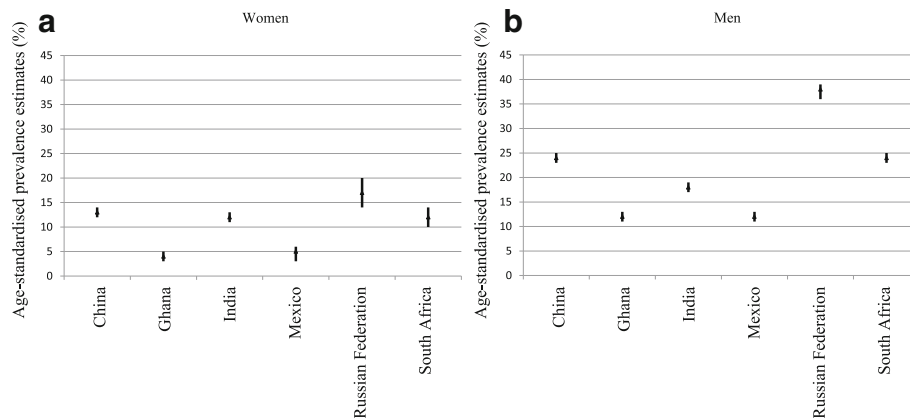 a
Women
Age-standardised prevalence estimates (%)
45
40
35
30
25
20
15
10
5
0
China
Ghana
India
Mexico
Russian Federation
South Africa
b
Men
Age-standardised prevalence estimates (%)
45
40
35
30
25
20
15
10
5
0
China
Ghana
India
Mexico
Russian Federation
South Africa